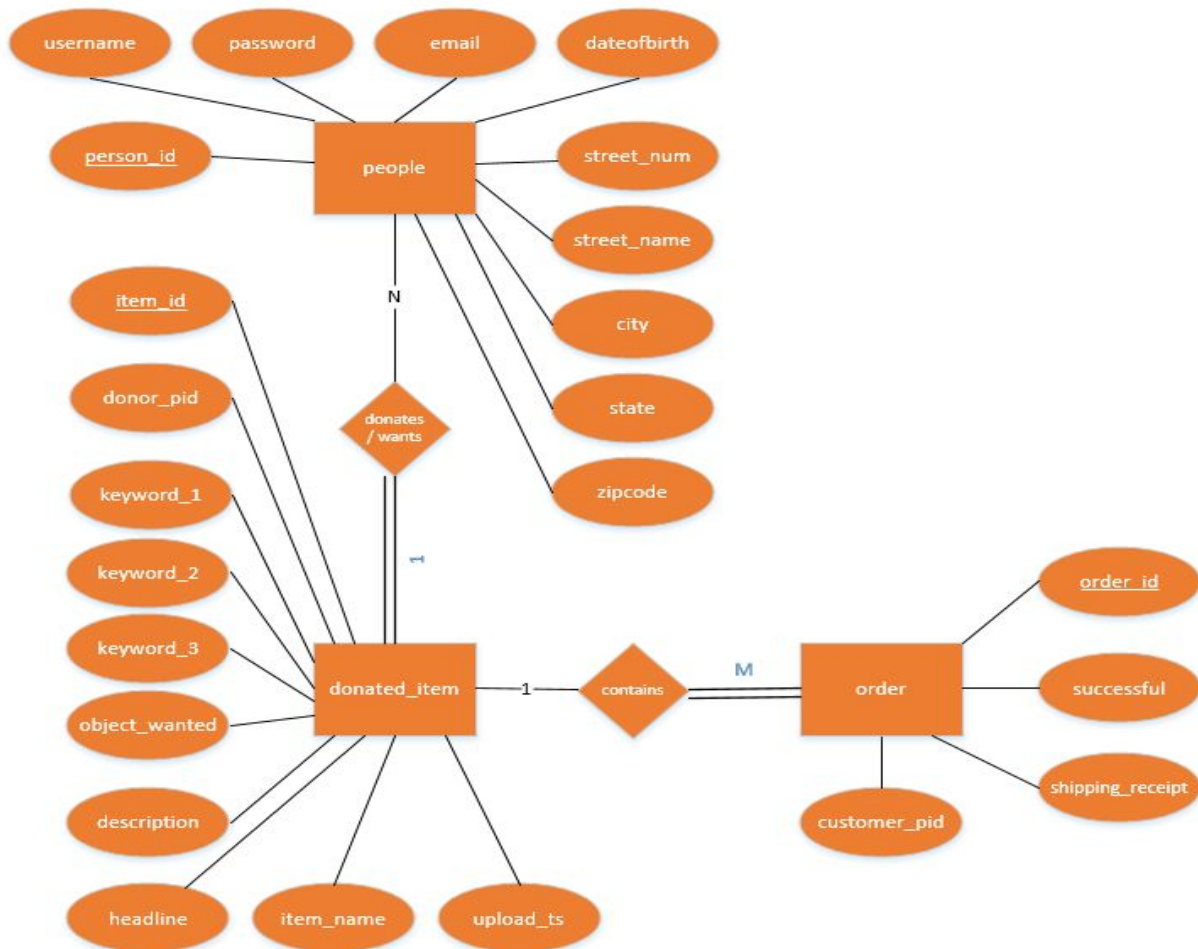 username
password
email
dateofbirth
person_id
people
street_num
street_name
item_id
N
city
donor_pid
donates
/ wants
state
keyword_1
zipcode
keyword_2
1
order_id
keyword_3
donated_item
1
contains
M
order
successful
object_wanted
shipping_receipt
description
customer_pid
headline
item_name
upload_ts